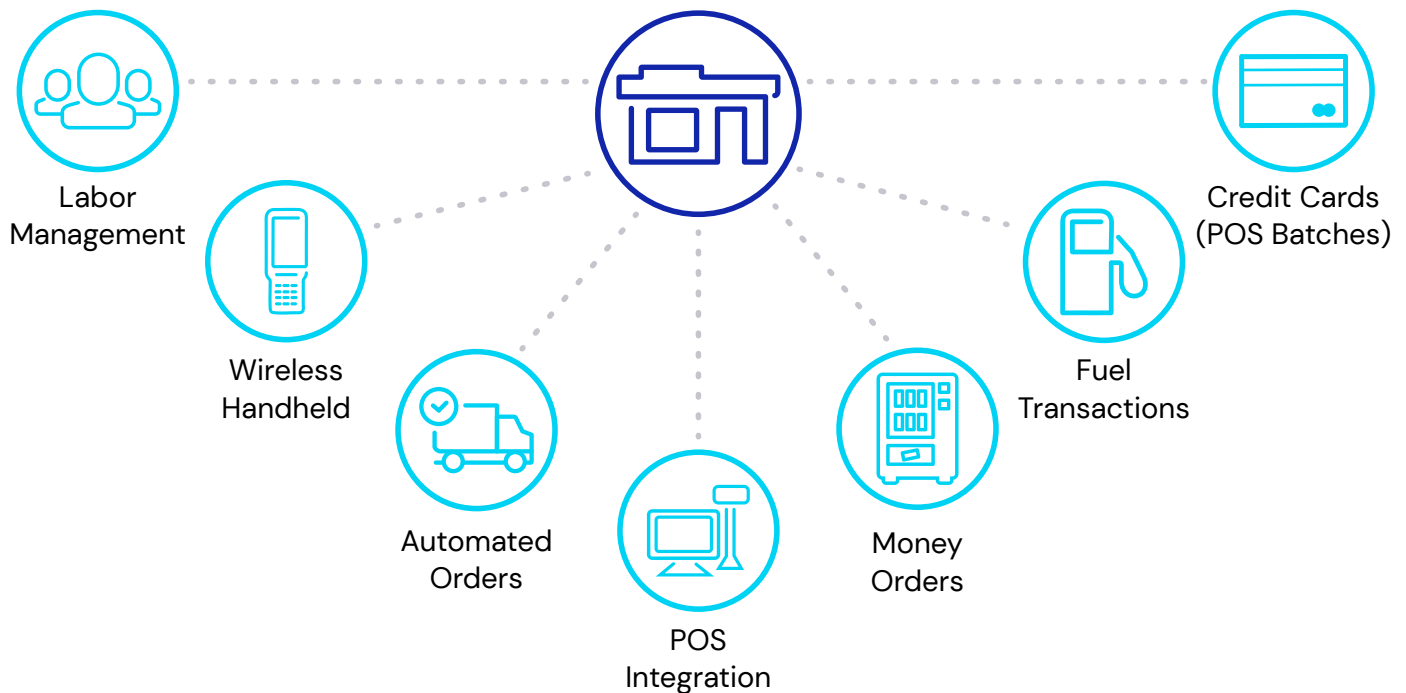 Labor
Management
Wireless
Handheld
Automated
Orders
POS
Integration
Money
Orders
Fuel
Transactions
Credit Cards
(POS Batches)